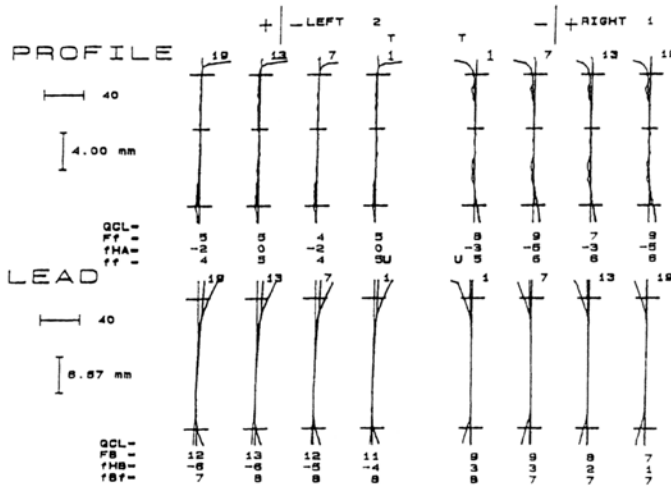 + - LEFT 2 - + RIGHT 1
T T
PROFILE 19 13 7 1 1 7 13
40
4.00 mm
QCL=
Ff = 5 5 4 5 8 9 7 9
fHA= -2 0 -2 0 -3 -5 -3 -5
ff = 4 5 4 5U U 5 6 6 6
LEAD 19 13 7 1 1 7 13 19
40
6.67 mm
QCL=
FB = 12 13 12 11 9 9 8 7
fHB= -6 -6 -5 -4 3 3 2 1
fBf= 7 8 8 8 8 7 7 7